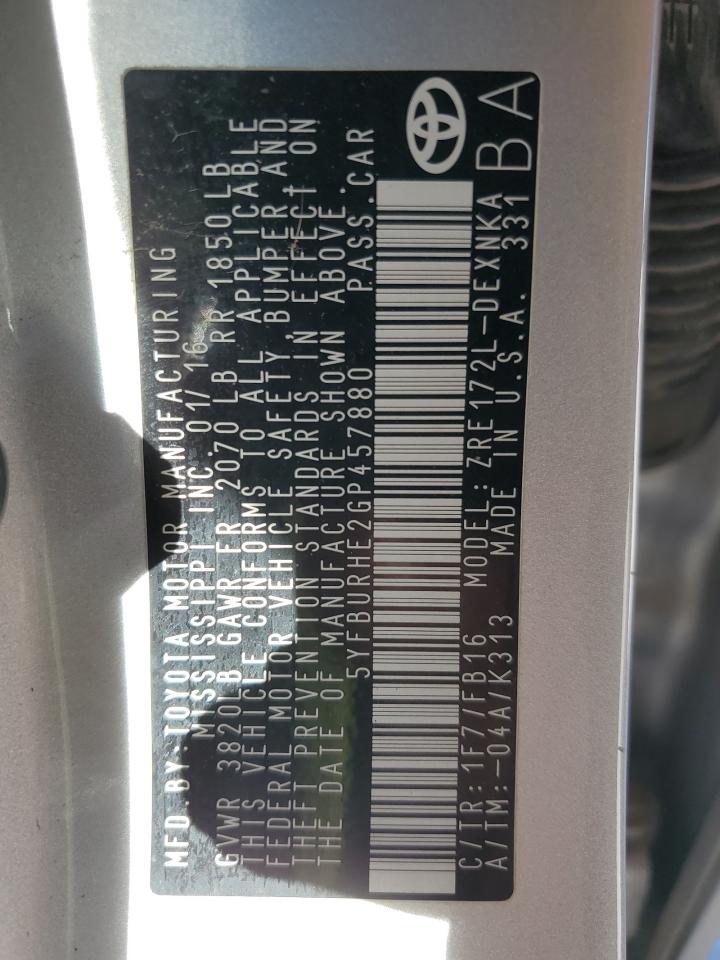 MFD BY:TOYOTA MOTOR MANUFACTURING
MISSISSIPPI INC. 01/16
GVWR 3820LB GAWR FR 2070 LB RR 1850 LB
THIS VEHICLE CONFORMS TO ALL APPLICABLE
FEDERAL MOTOR VEHICLE SAFETY, BUMPER AND
THEFT PREVENTION STANDARDS IN EFFECT ON
THE DATE OF MANUFACTURE SHOWN ABOVE.
5YFBURHE2GP457880 PASS.CAR
C/TR:1F7/FB16 MODEL:ZRE172L-DEXNKA
A/TM:-04A/K313 MADE IN U.S.A. 331
BA